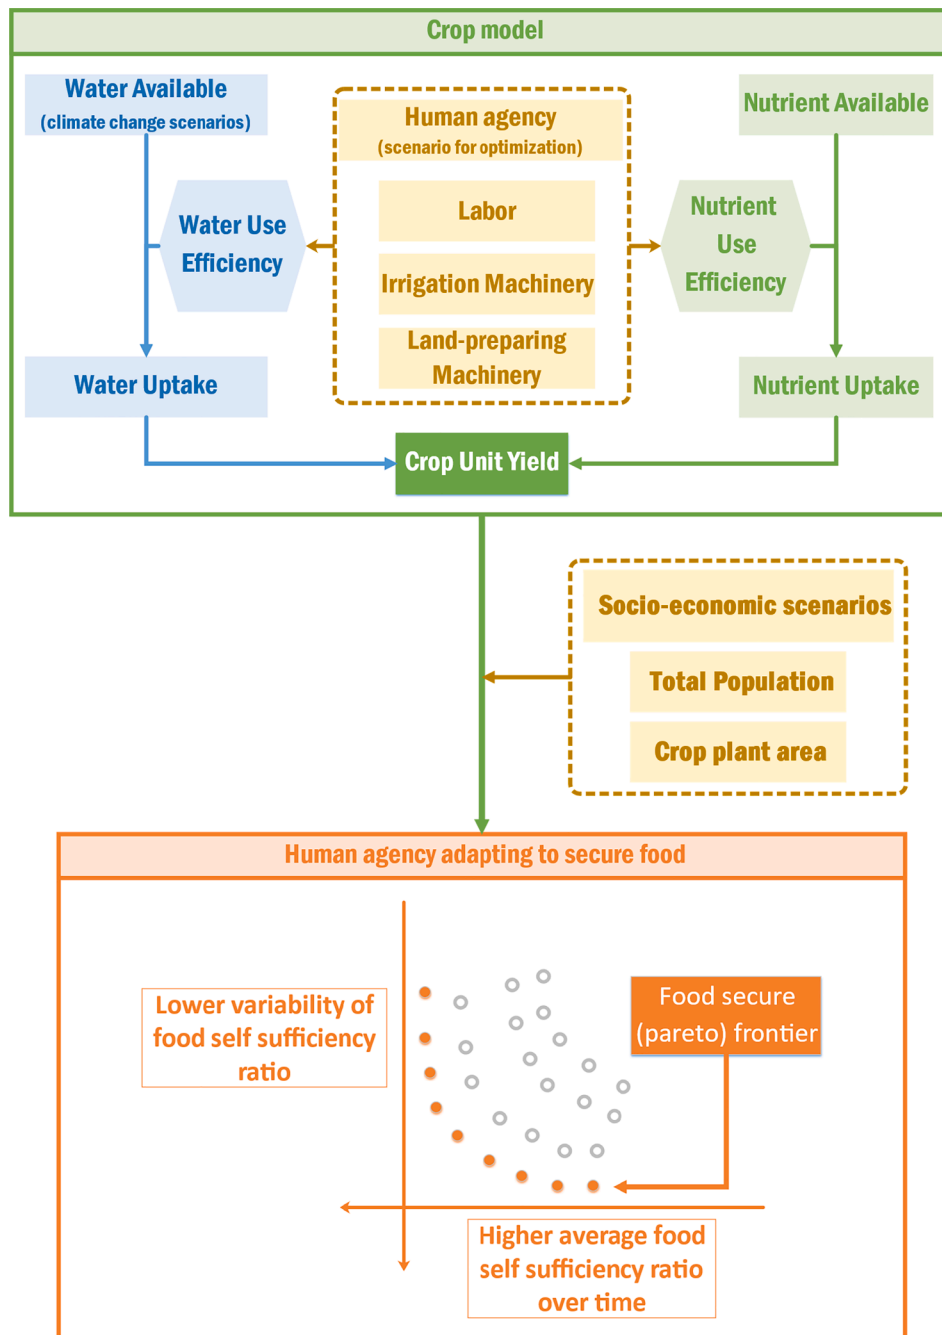 Crop model
Water Available
(climate change scenarios)
Human agency
(scenario for optimization)
Nutrient Available
Water Use
Efficiency
Labor
Irrigation Machinery
Land-preparing
Machinery
Nutrient
Use
Efficiency
Water Uptake
Nutrient Uptake
Crop Unit Yield
Socio-economic scenarios
Total Population
Crop plant area
Human agency adapting to secure food
Lower variability of
food self sufficiency
ratio
Food secure
(pareto) frontier
Higher average food
self sufficiency ratio
over time